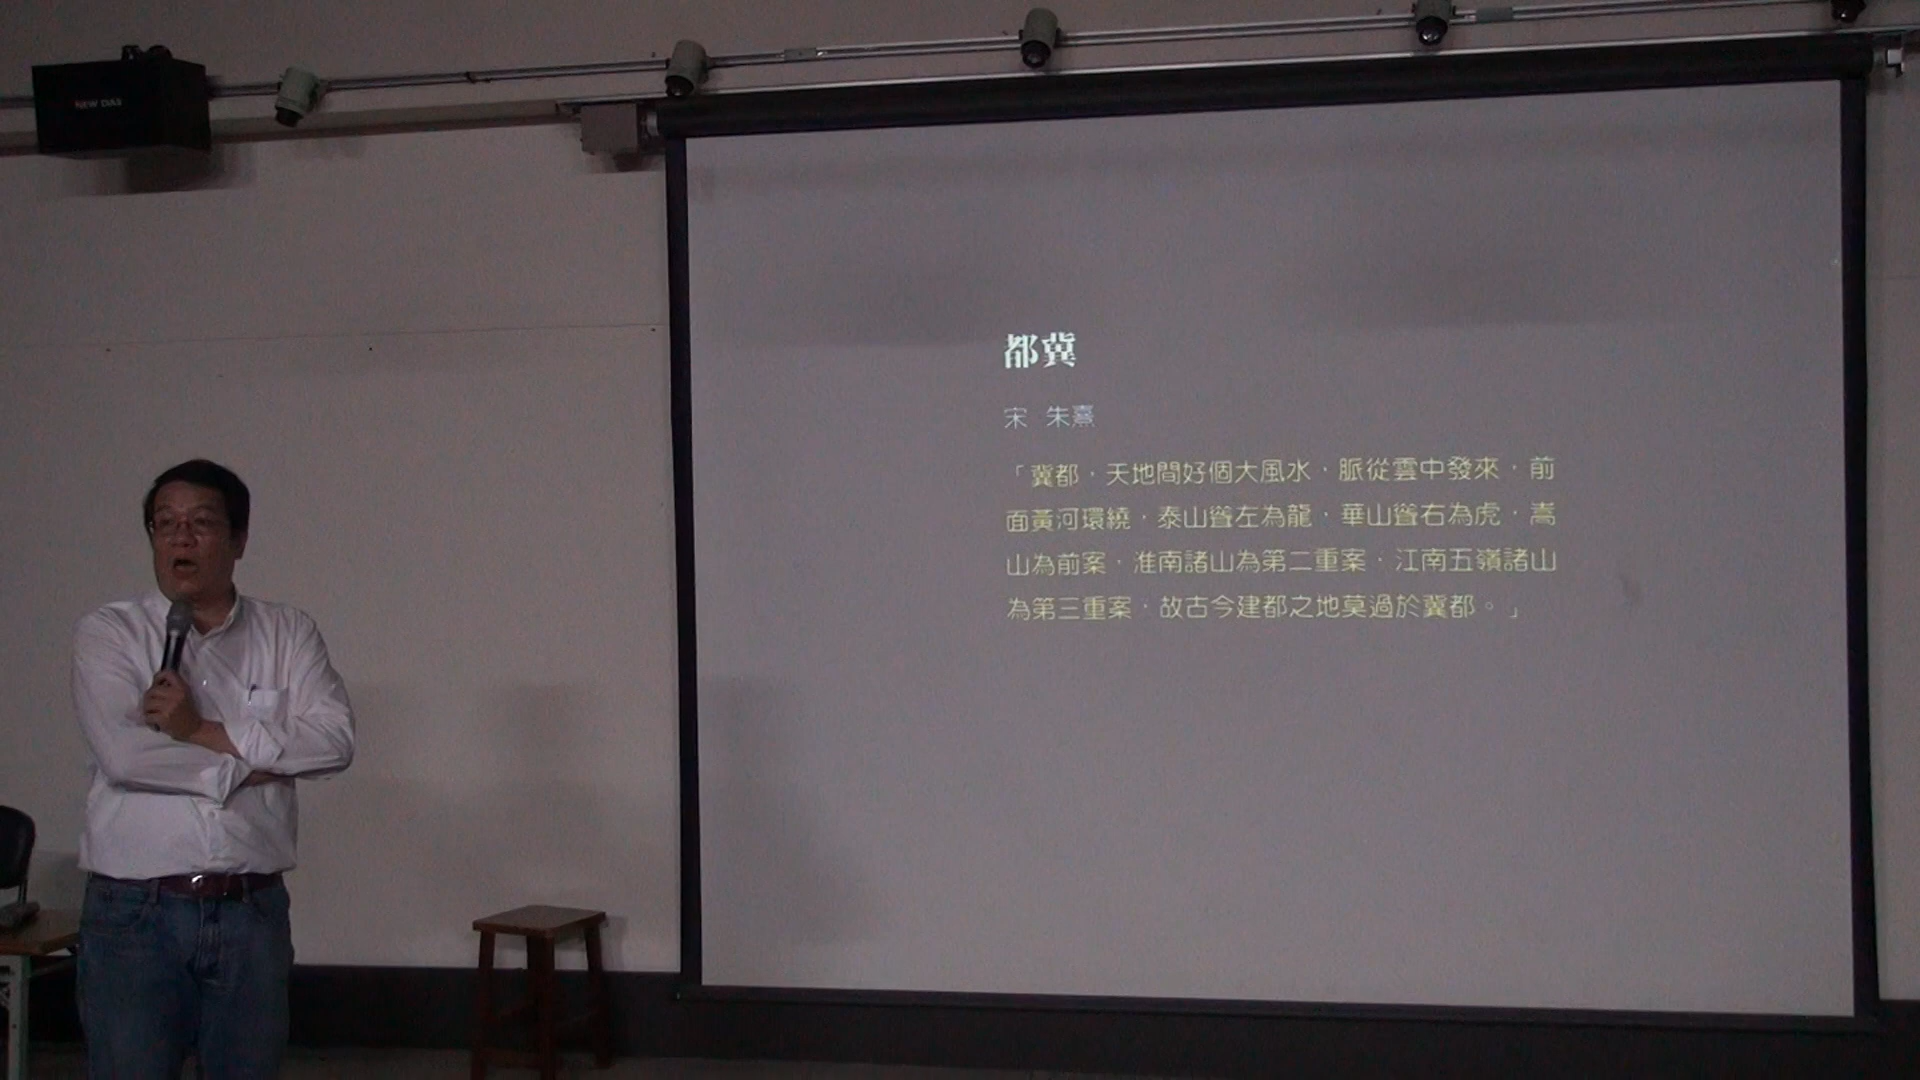 NEW DAS
都冀
宋 朱熹
「冀都，天地間好個大風水，脈從雲中發來，前
面黃河環繞，泰山聳左為龍，華山聳右為虎，嵩
山為前案，淮南諸山為第二重案，江南五嶺諸山
為第三重案，故古今建都之地莫過於冀都。」